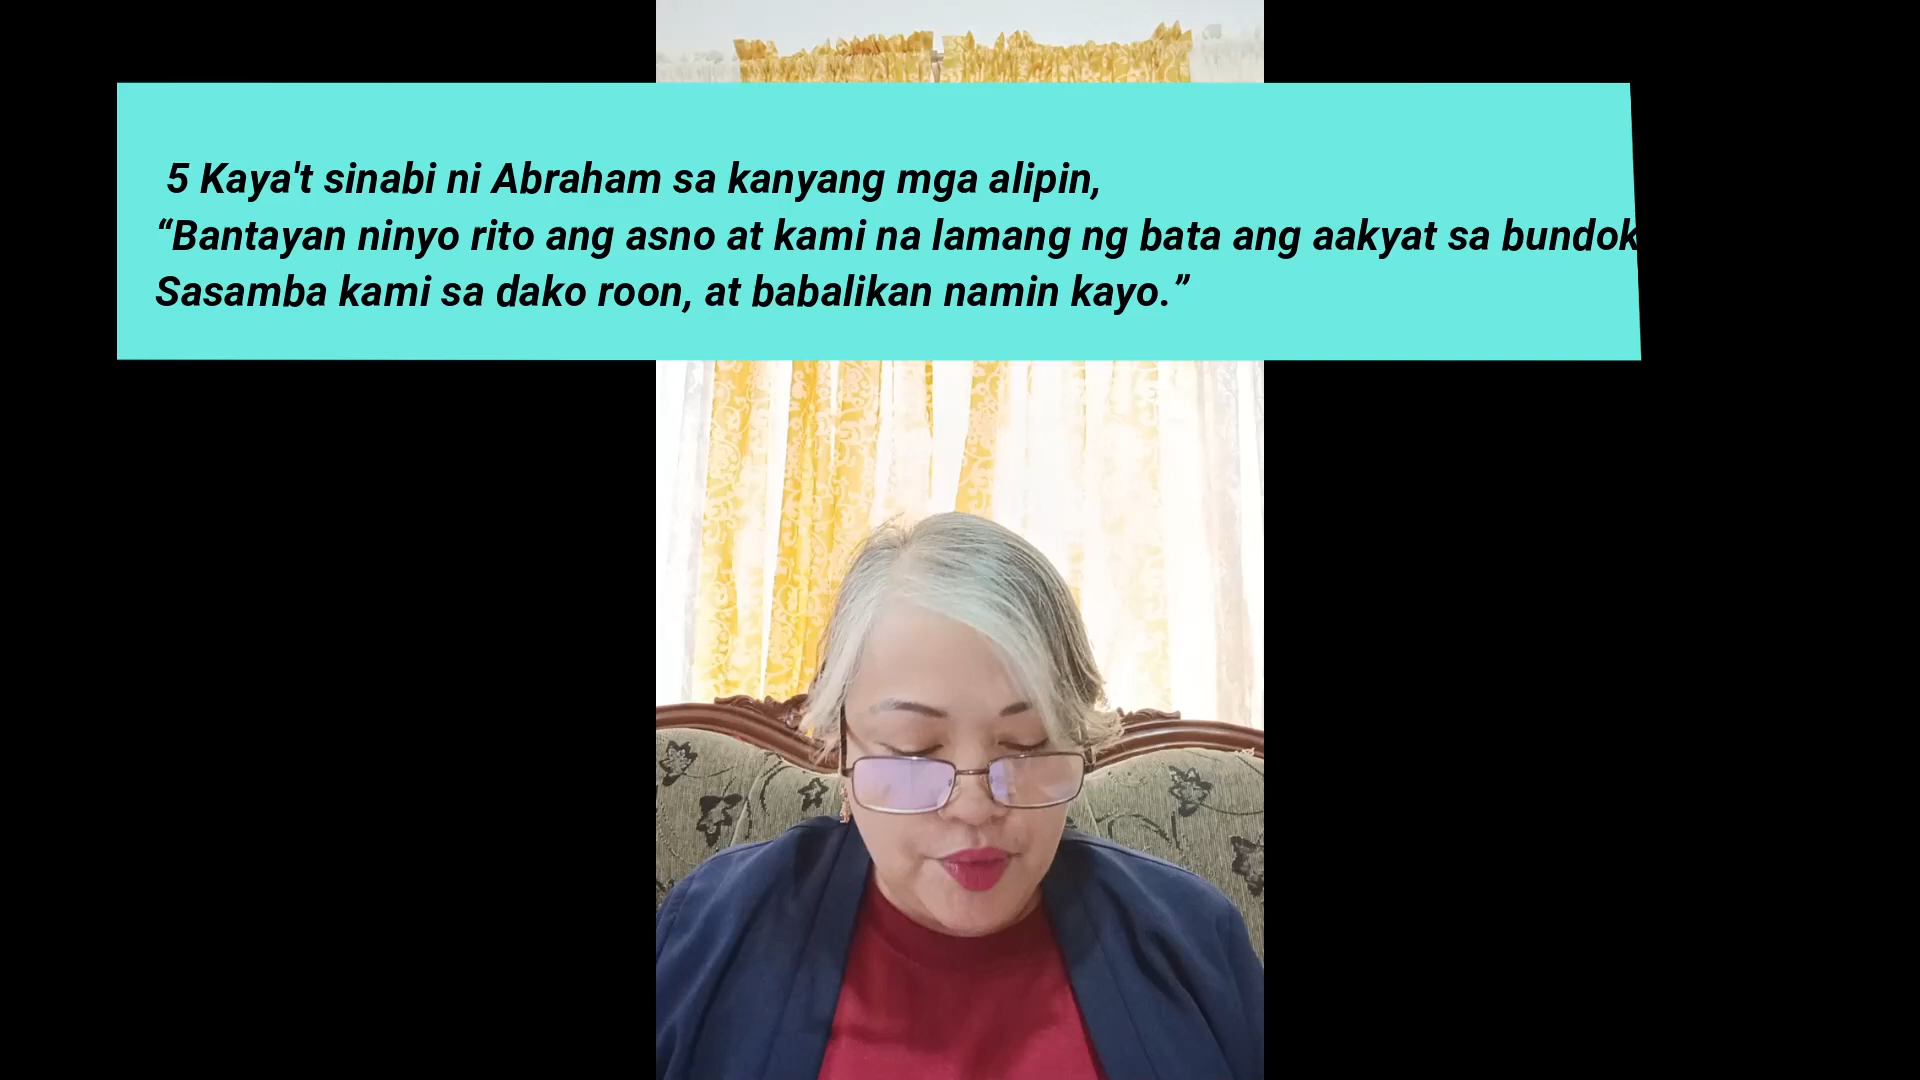 5 Kaya't sinabi ni Abraham sa kanyang mga alipin,
“Bantayan ninyo rito ang asno at kami na lamang ng bata ang aakyat sa bundok
Sasamba kami sa dako roon, at babalikan namin kayo.”